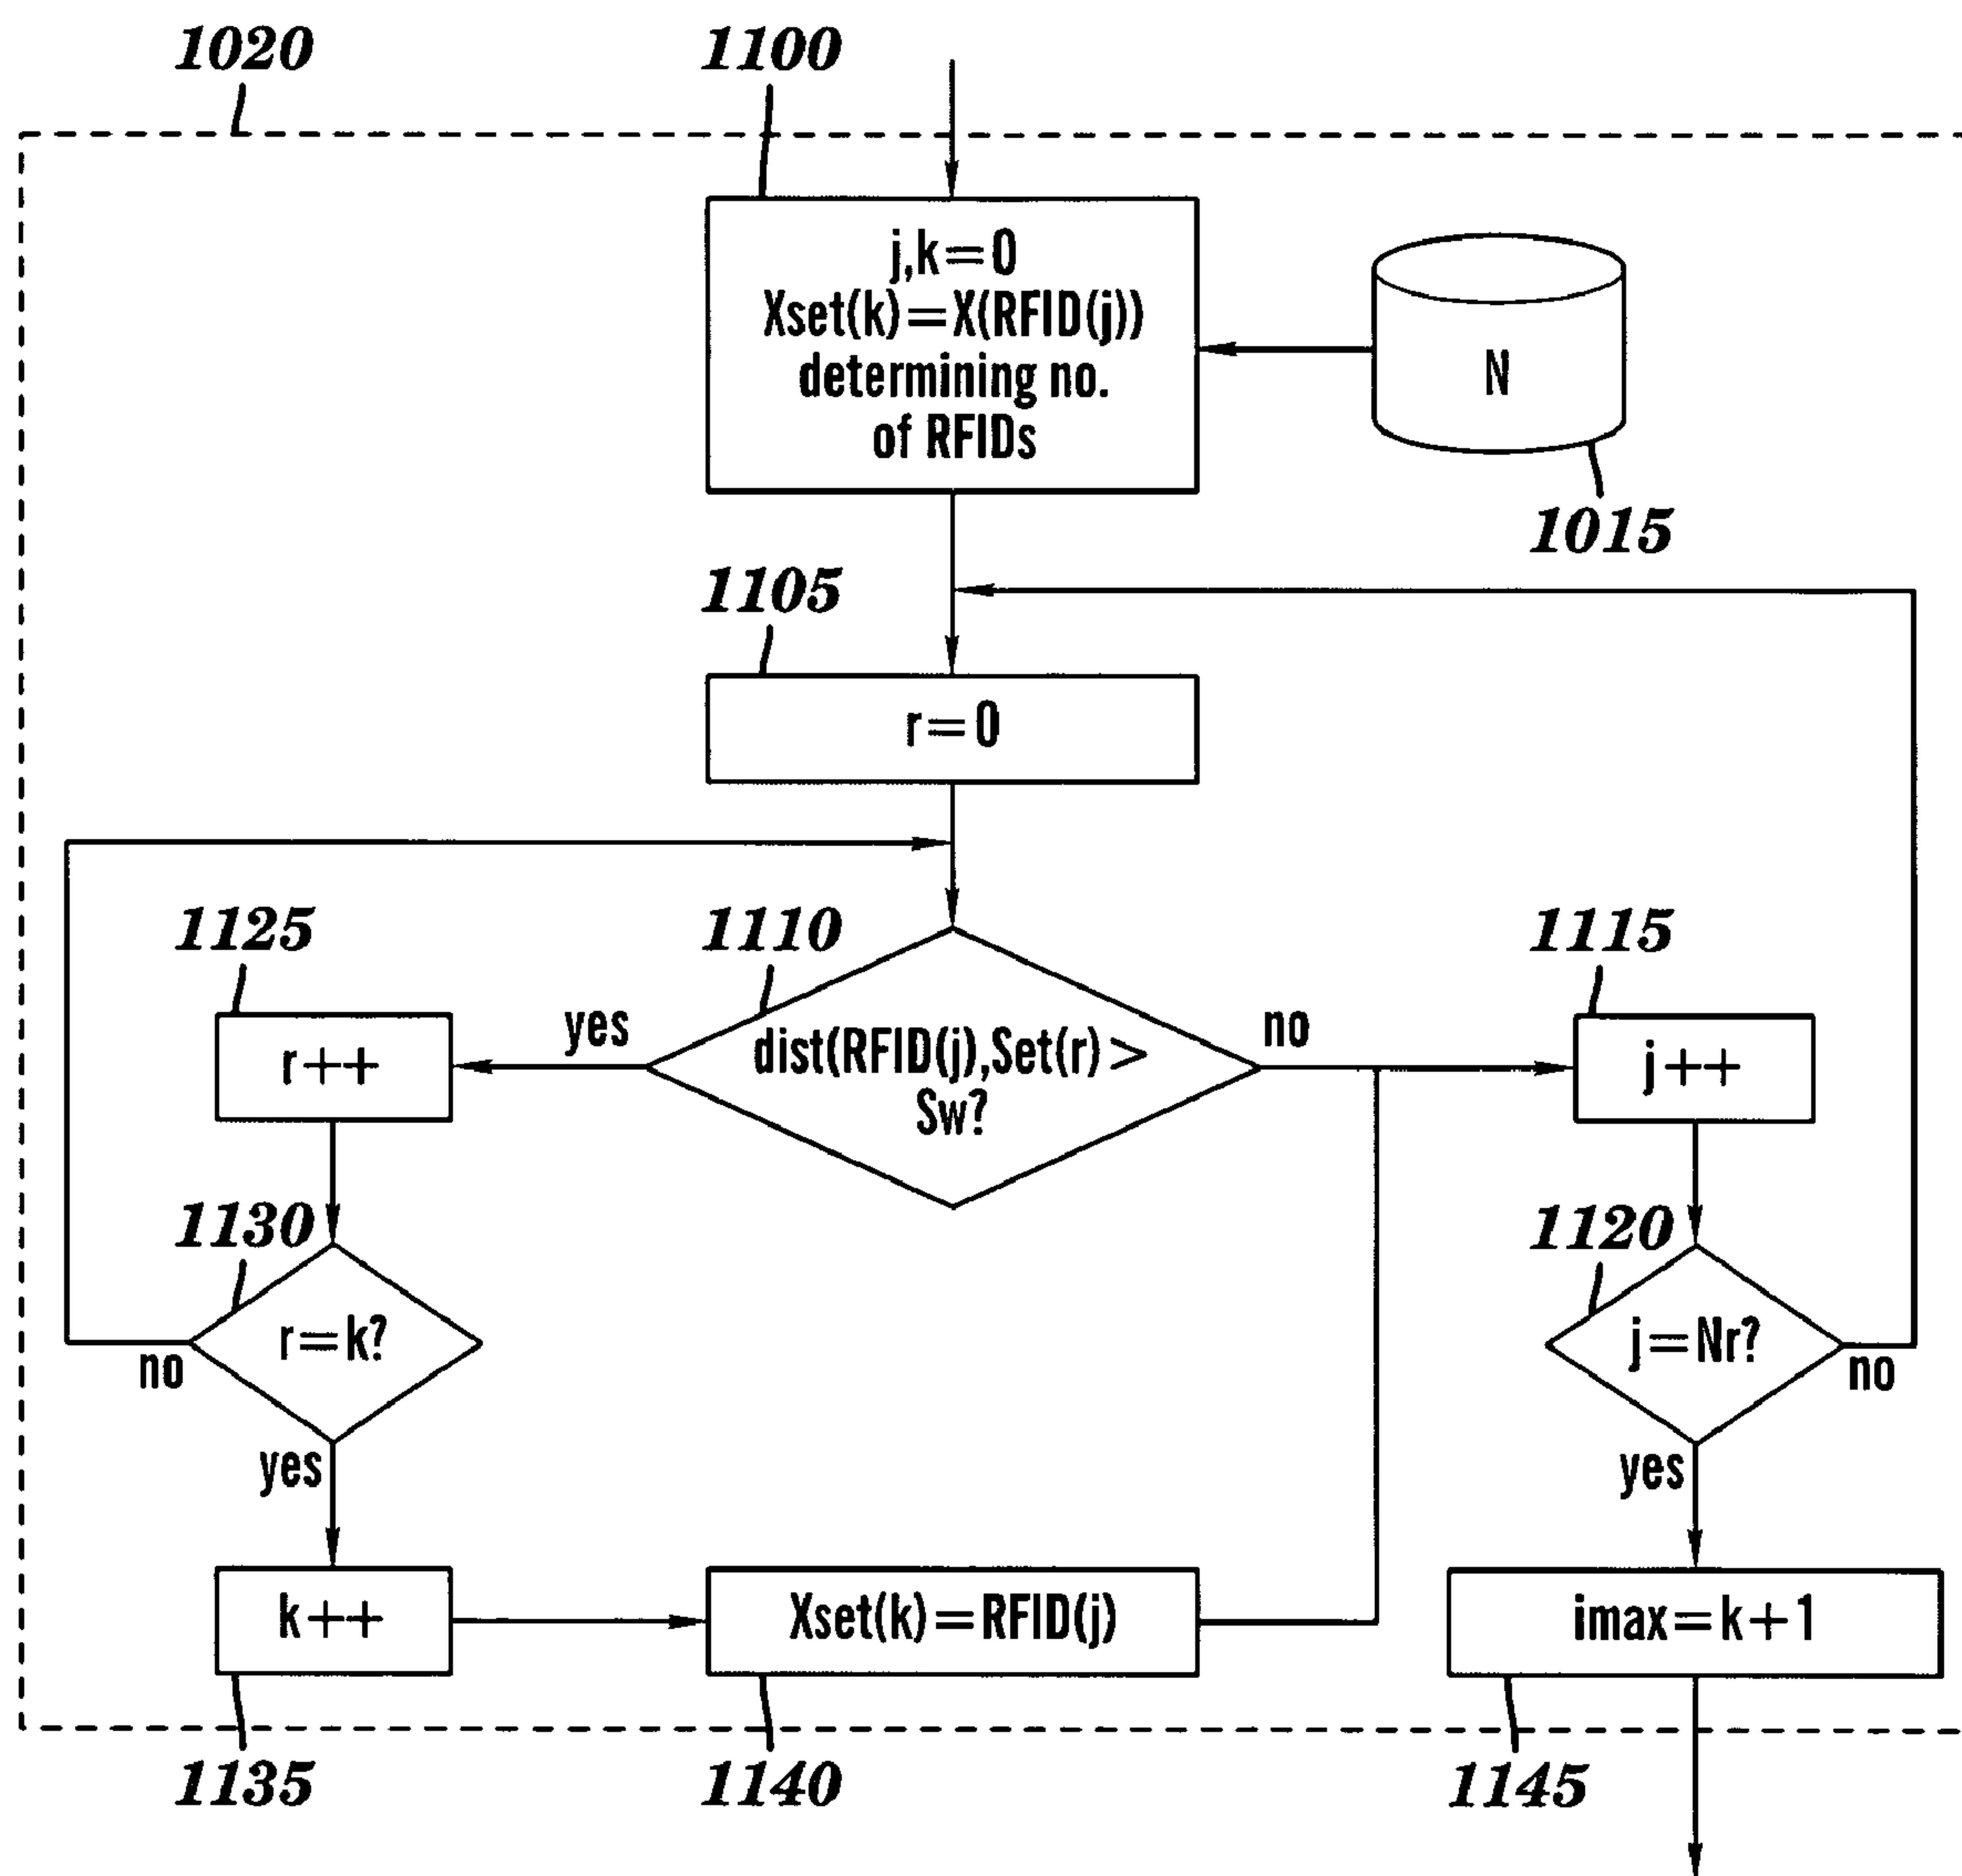 1020
1100
j,k=0
Xset(k)=X(RFID(j))
determining no.
of RFIDs
N
1015
1105
r=0
1125
1110
1115
r++
yes
dist(RFID(j),Set(r)>
Sw?
no
j++
1130
1120
r=k?
no
j=Nr?
no
yes
yes
k++
Xset(k)=RFID(j)
imax=k+1
1135
1140
1145